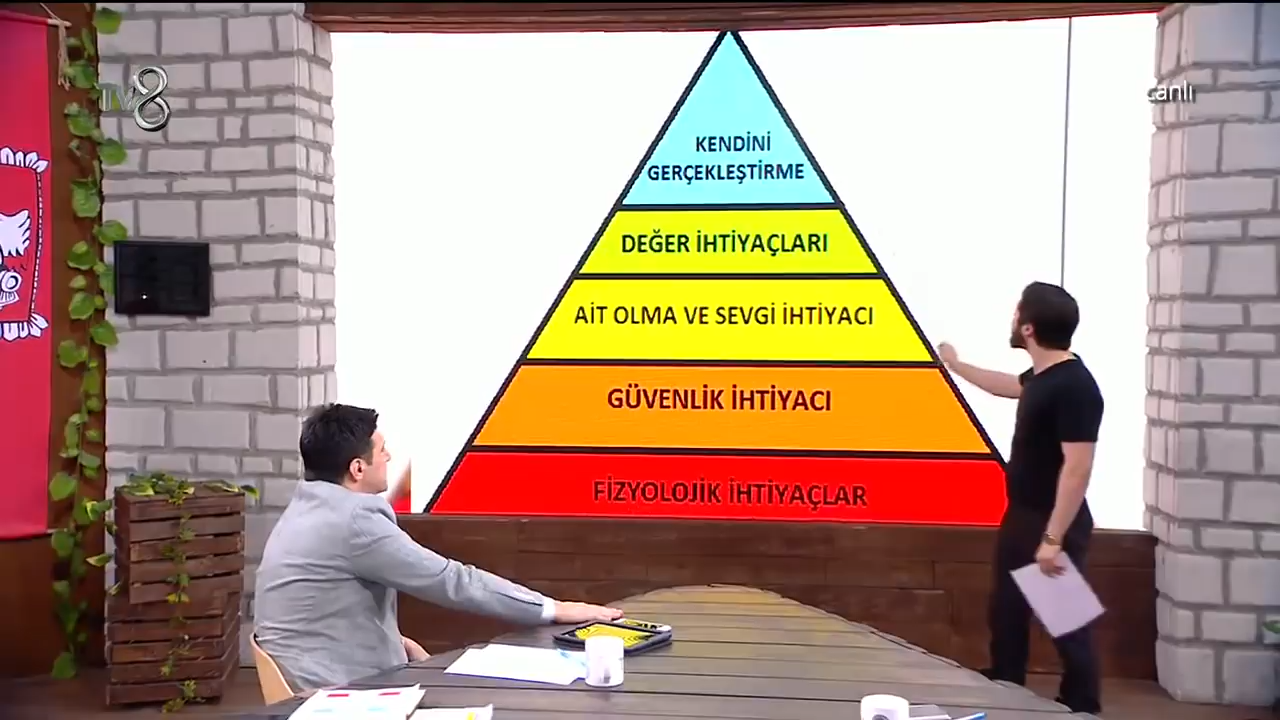 TV8
canlı
KENDİNİ
GERÇEKLEŞTİRME
DEĞER İHTİYAÇLARI
AİT OLMA VE SEVGİ İHTİYACI
GÜVENLİK İHTİYACI
FİZYOLOJİK İHTİYAÇLAR